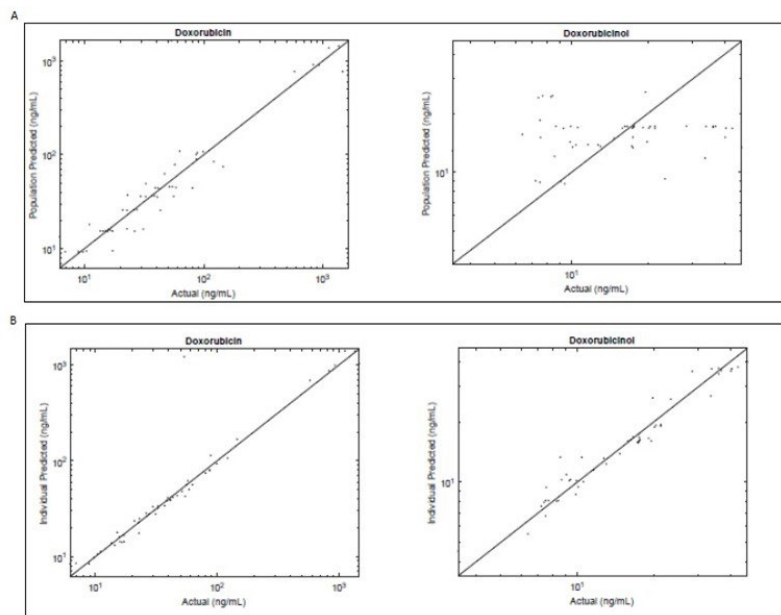 A
Doxorubicin
Population Predicted (ng/mL)
10³
10²
10¹
10¹
10²
10³
Actual (ng/mL)
Doxorubicinol
Population Predicted (ng/mL)
10¹
10¹
Actual (ng/mL)
B
Doxorubicin
Individual Predicted (ng/mL)
10³
10²
10¹
10¹
10²
10³
Actual (ng/mL)
Doxorubicinol
Individual Predicted (ng/mL)
10¹
10¹
Actual (ng/mL)